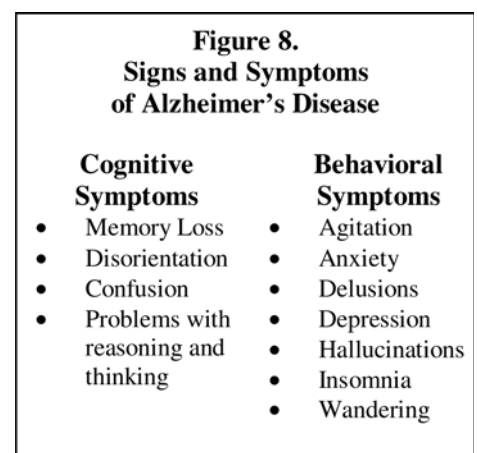 Figure 8.
Signs and Symptoms
of Alzheimer's Disease
Cognitive
Symptoms
• Memory Loss
• Disorientation
• Confusion
• Problems with
reasoning and
thinking
Behavioral
Symptoms
• Agitation
• Anxiety
• Delusions
• Depression
• Hallucinations
• Insomnia
• Wandering